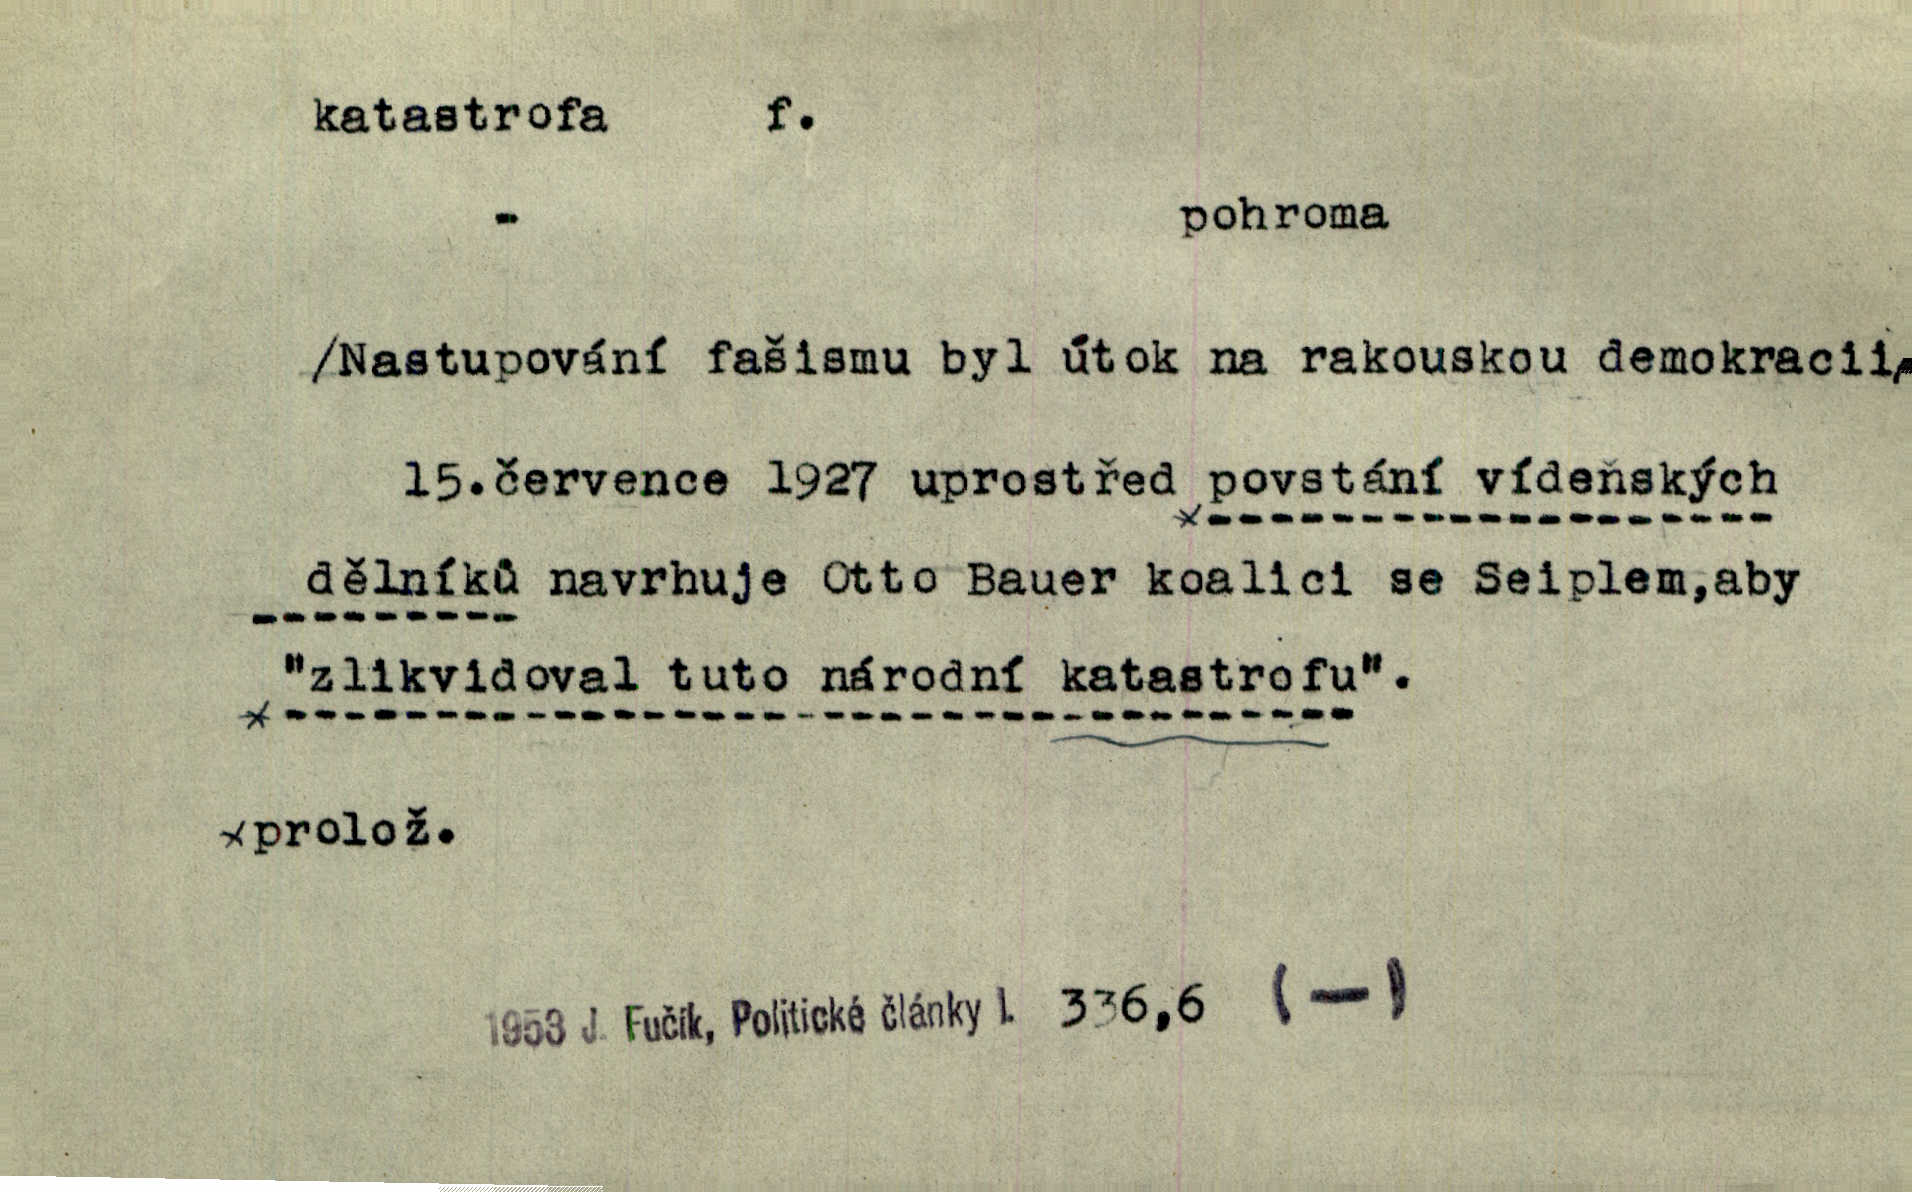 katastrofa f.
- pohroma
/Nastupování fašismu byl útok na rakouskou demokracii/
15.července 1927 uprostřed povstání vídeňských
dělníků navrhuje Otto Bauer koalici se Seiplem,aby
"zlikvidoval tuto národní katastrofu".
×prolož.
1953 J. Fučík, Politické články I. 336,6 (—)